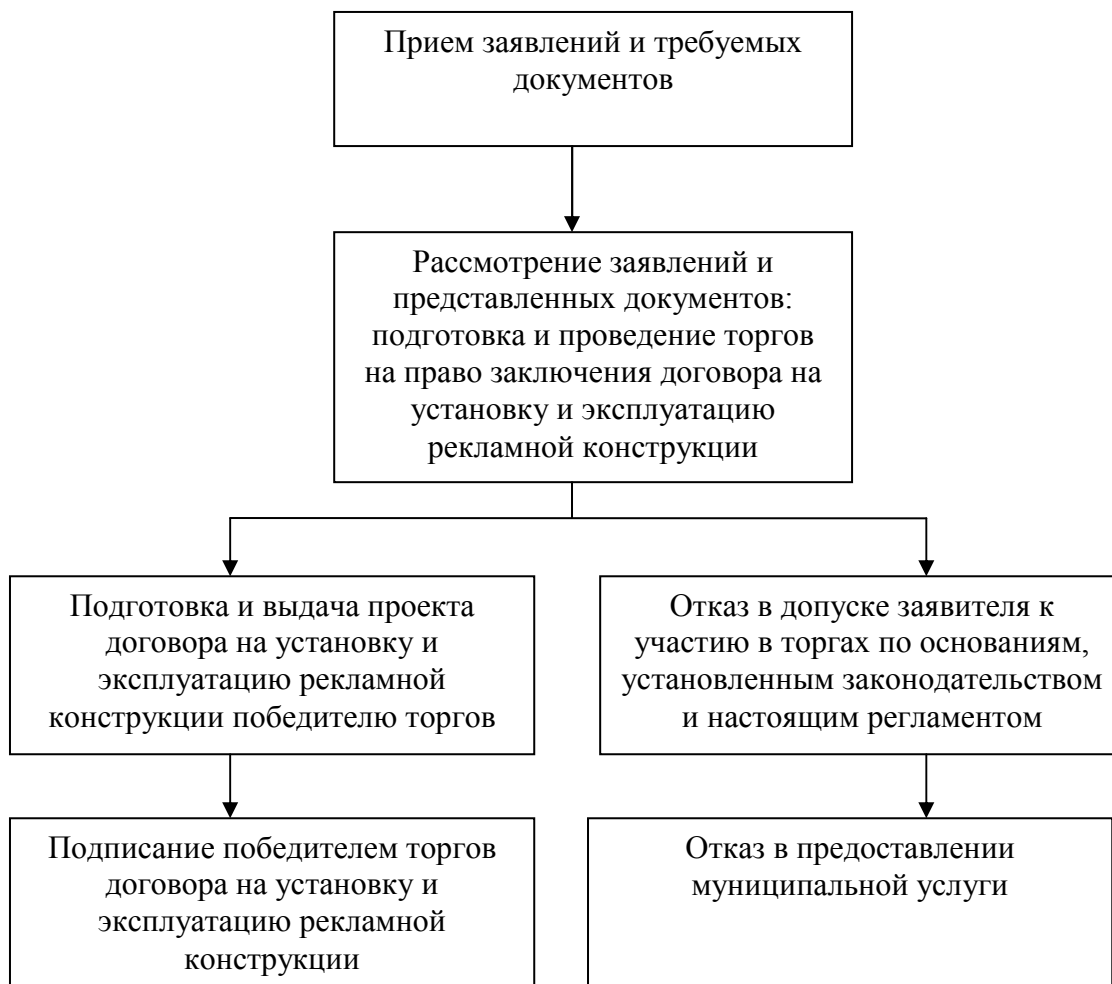 Прием заявлений и требуемых
документов
Рассмотрение заявлений и
представленных документов:
подготовка и проведение торгов
на право заключения договора на
установку и эксплуатацию
рекламной конструкции
Подготовка и выдача проекта
договора на установку и
эксплуатацию рекламной
конструкции победителю торгов
Отказ в допуске заявителя к
участию в торгах по основаниям,
установленным законодательством
и настоящим регламентом
Подписание победителем торгов
договора на установку и
эксплуатацию рекламной
конструкции
Отказ в предоставлении
муниципальной услуги